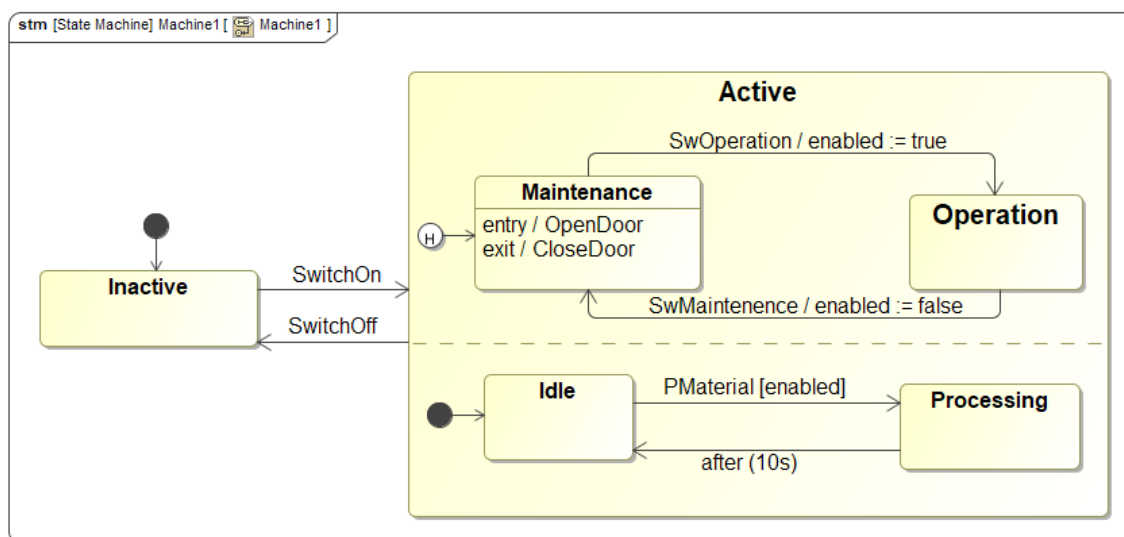 stm [State Machine] Machine1 [ Machine1 ]
Active
SwOperation / enabled := true
Maintenance
entry / OpenDoor
exit / CloseDoor
H
Operation
Inactive
SwitchOn
SwMaintenence / enabled := false
SwitchOff
Idle
PMaterial [enabled]
Processing
after (10s)